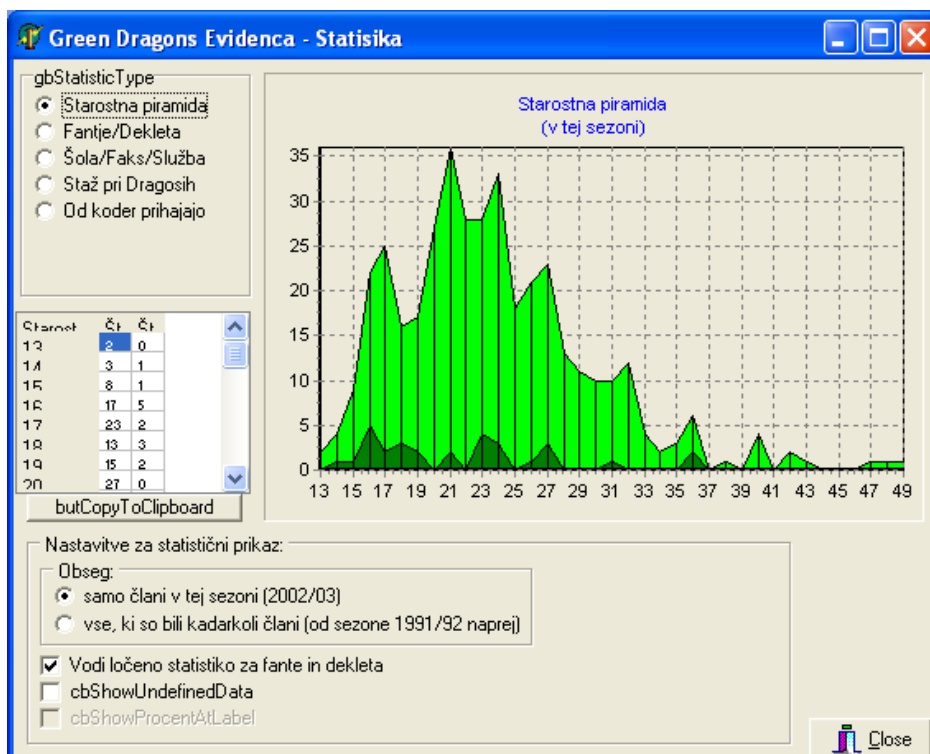 Green Dragons Evidenca - Statisika
gbStatisticType
Starostna piramida
Fantje/Dekleta
Šola/Faks/Služba
Staž pri Dragosih
Od koder prihajajo
Starostna piramida
(v tej sezoni)
35
30
25
20
15
10
5
0
13 15 17 19 21 23 25 27 29 31 33 35 37 39 41 43 45 47 49
Starost Št Št
13 2 0
14 3 1
15 8 1
16 17 5
17 23 2
18 13 3
19 15 2
20 27 0
butCopyToClipboard
Nastavitve za statistični prikaz:
Obseg:
samo člani v tej sezoni (2002/03)
vse, ki so bili kadarkoli člani (od sezone 1991/92 naprej)
Vodi ločeno statistiko za fante in dekleta
cbShowUndefinedData
cbShowProcentAtLabel
Close